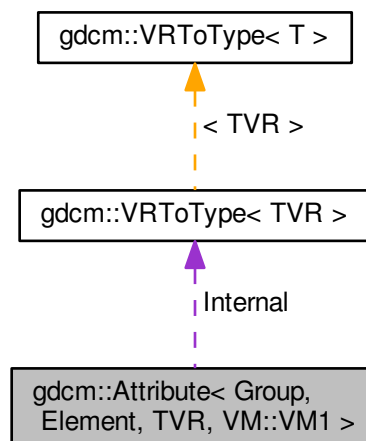 gdcm::VRToType< T >
< TVR >
gdcm::VRToType< TVR >
Internal
gdcm::Attribute< Group,
Element, TVR, VM::VM1 >